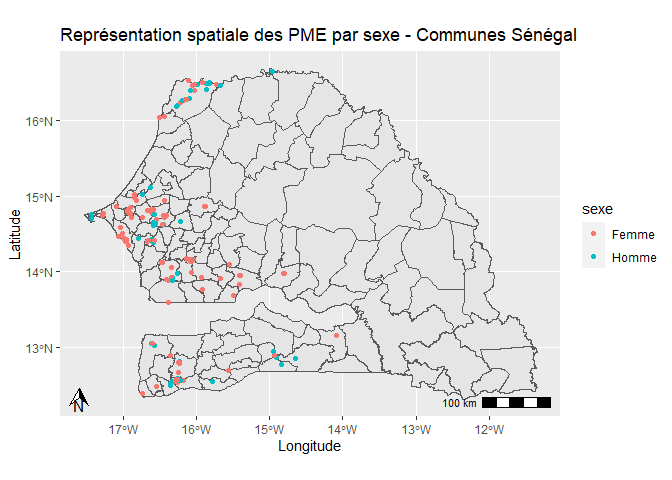 Représentation spatiale des PME par sexe - Communes Sénégal
16°N
15°N
14°N
13°N
Latitude
17°W
16°W
15°W
14°W
13°W
12°W
Longitude
N
100 km
sexe
Femme
Homme